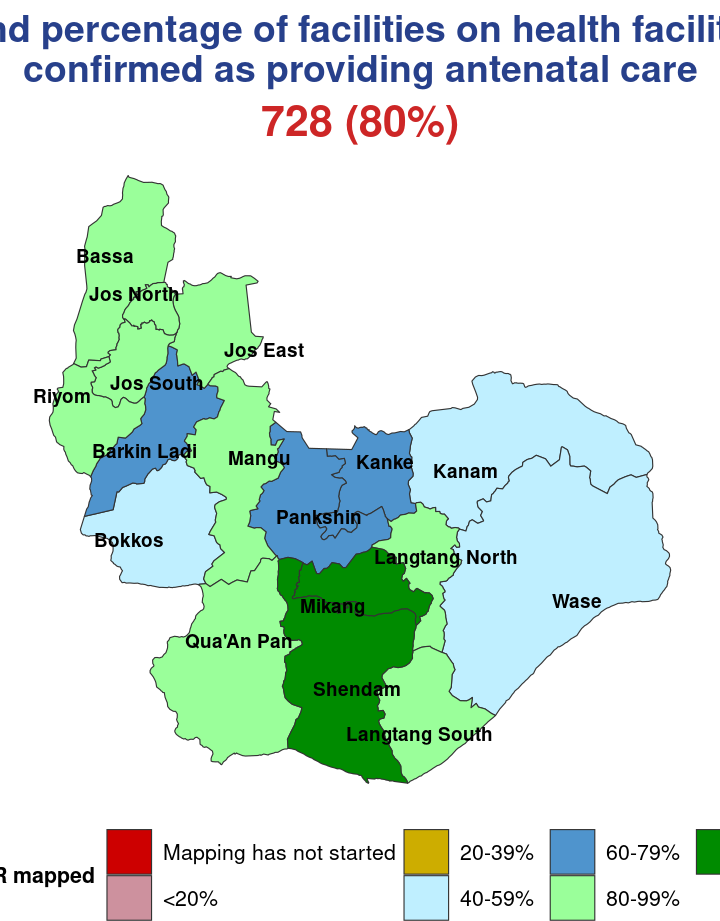 percentage of facilities on health
confirmed as providing antenatal care
728 (80%)
Bassa
Jos North
Jos East
Jos South
Riyom
Barkin Ladi
Mangu
Kanke
Kanam
Pankshin
Bokkos
Langtang North
Mikang
Wase
Qua'An Pan
Shendam
Langtang South
Mapping has not started
20-39%
60-79%
mapped
<20%
40-59%
80-99%